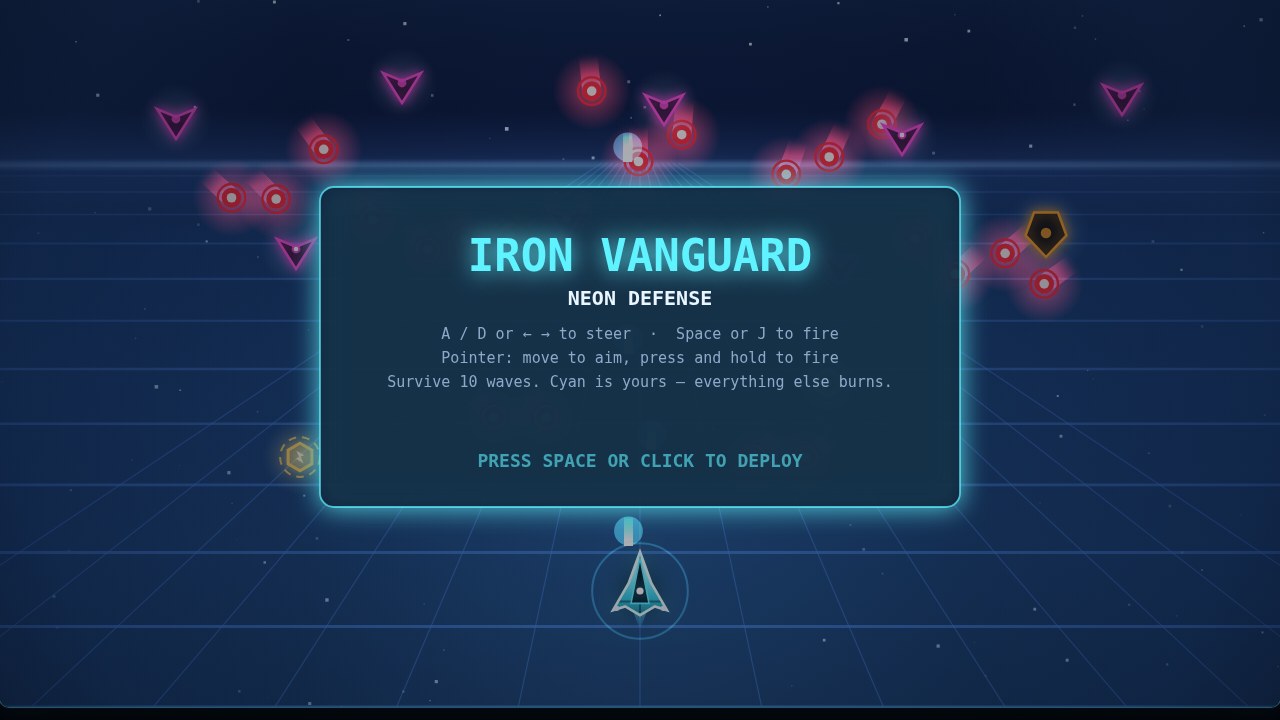 IRON VANGUARD
NEON DEFENSE
A / D or ← → to steer · Space or J to fire
Pointer: move to aim, press and hold to fire
Survive 10 waves. Cyan is yours — everything else burns.
PRESS SPACE OR CLICK TO DEPLOY